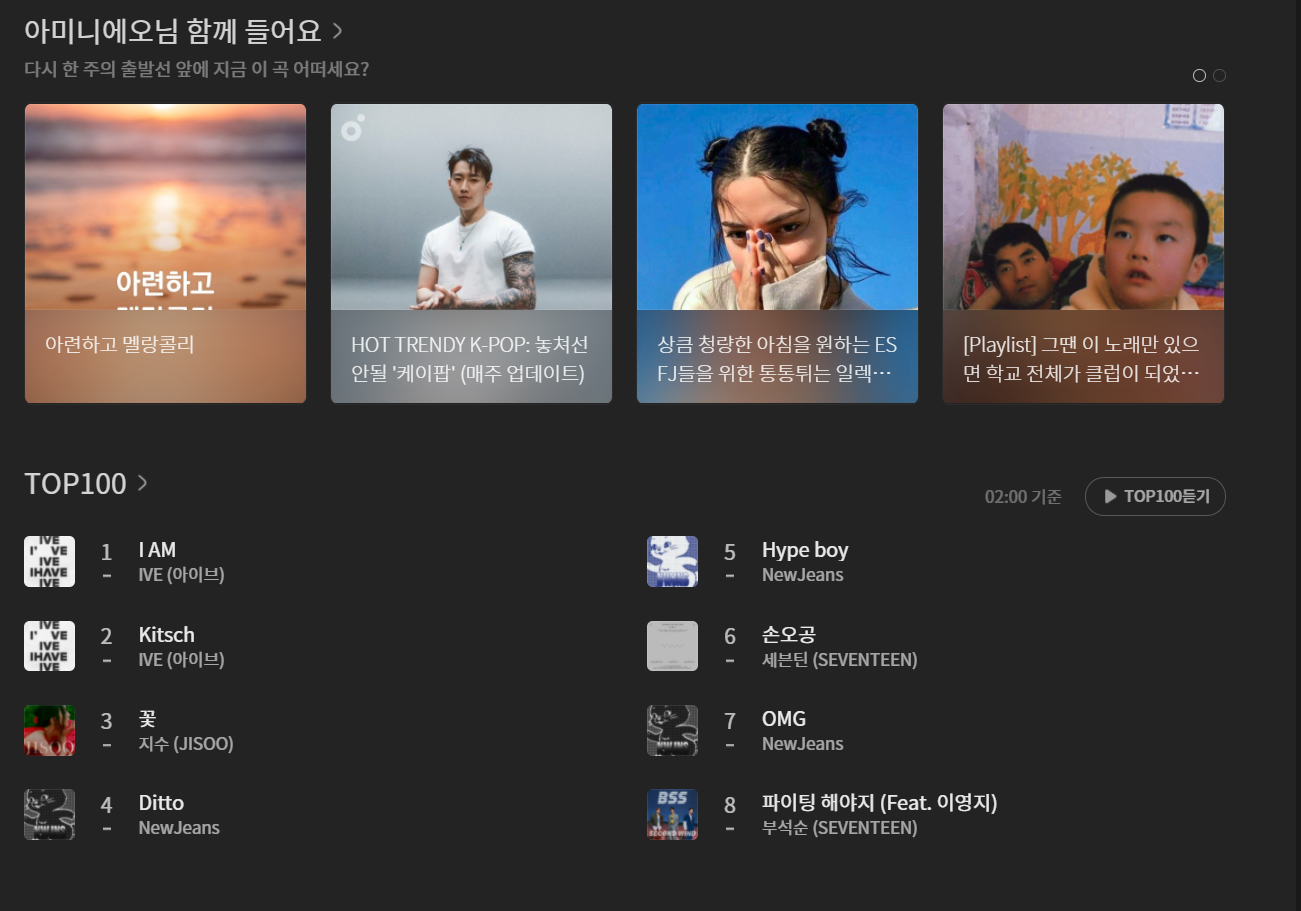 아미니에오님 함께 들어요
다시 한 주의 출발선 앞에 지금 이 곡 어떠세요?
아련하고
아련하고 멜랑콜리
HOT TRENDY K-POP: 놓쳐선
안될 '케이팝' (매주 업데이트)
상큼 청량한 아침을 원하는 ES
FJ들을 위한 통통튀는 일렉…
[Playlist] 그땐 이 노래만 있으
면 학교 전체가 클럽이 되었…
TOP100
02:00 기준
TOP100듣기
IVE
I' VE
IVE
IHAVE
IVE
1
I AM
IVE (아이브)
IVE
I' VE
IVE
IHAVE
IVE
2
Kitsch
IVE (아이브)
JISOO
3
꽃
지수 (JISOO)
4
Ditto
NewJeans
5
Hype boy
NewJeans
6
손오공
세븐틴 (SEVENTEEN)
7
OMG
NewJeans
BSS
SECOND WIND
8
파이팅 해야지 (Feat. 이영지)
부석순 (SEVENTEEN)